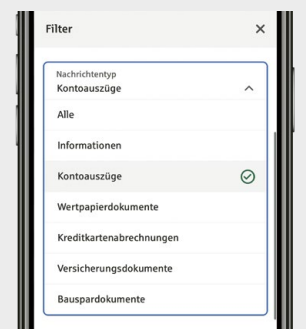 Filter
Nachrichtentyp
Kontoauszüge
Alle
Informationen
Kontoauszüge
Wertpapierdokumente
Kreditkartenabrechnungen
Versicherungsdokumente
Bauspardokumente